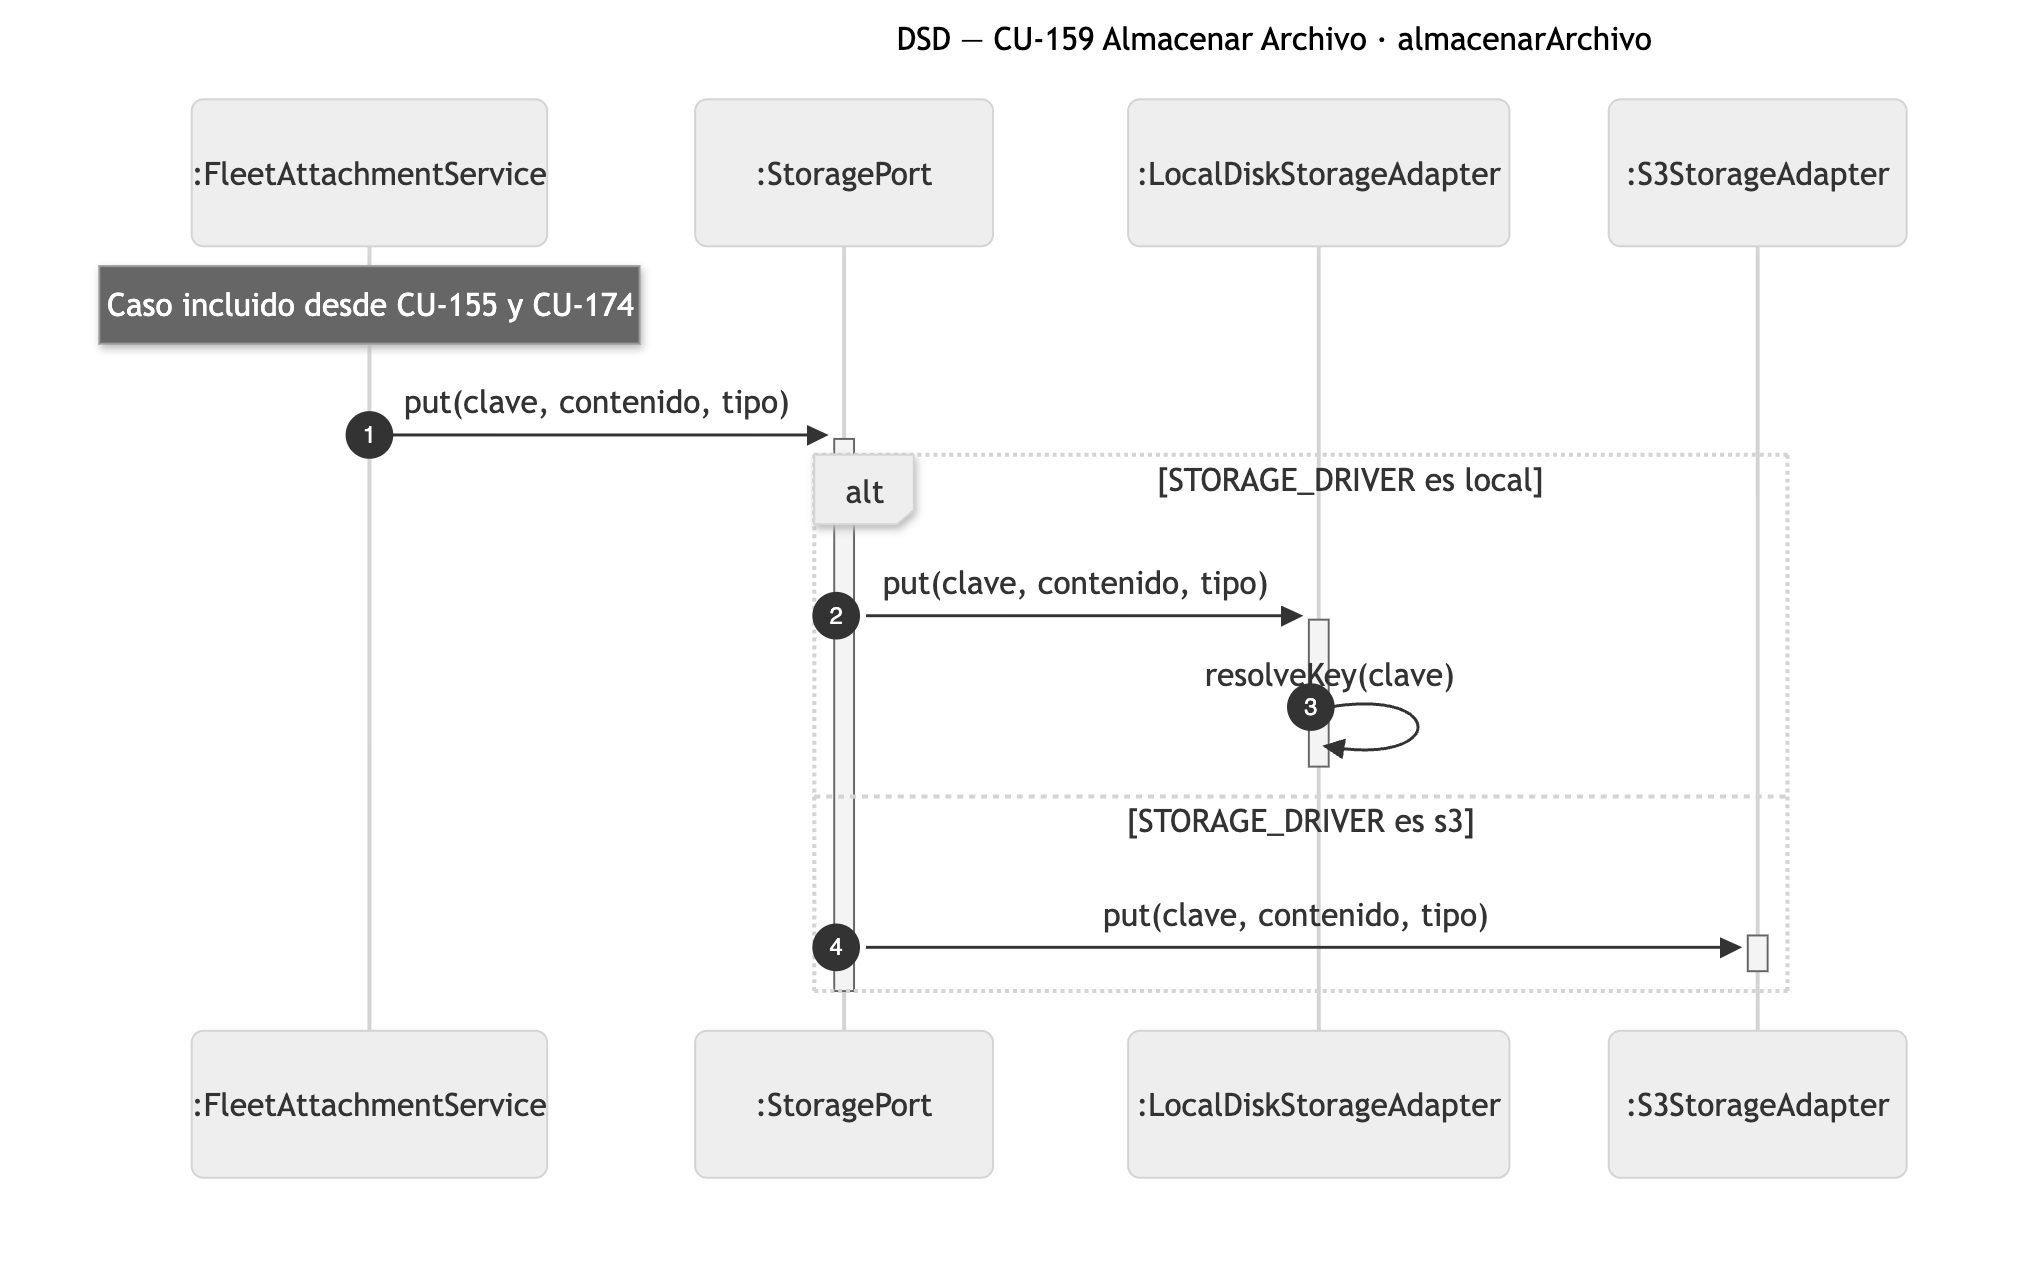 DSD — CU-159 Almacenar Archivo · almacenarArchivo
:FleetAttachmentService
:StoragePort
:LocalDiskStorageAdapter
:S3StorageAdapter
Caso incluido desde CU-155 y CU-174
put(clave, contenido, tipo)
1
alt
[STORAGE_DRIVER es local]
put(clave, contenido, tipo)
2
resolveKey(clave)
3
[STORAGE_DRIVER es s3]
put(clave, contenido, tipo)
4
:FleetAttachmentService
:StoragePort
:LocalDiskStorageAdapter
:S3StorageAdapter